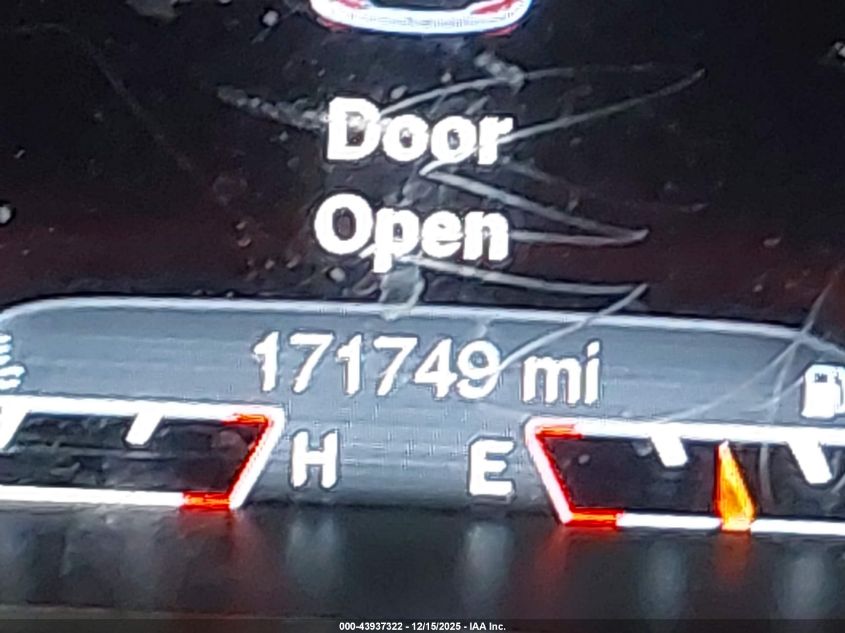 Door
Open
171749 mi
H E
000-43937322 - 12/15/2025 - IAA Inc.